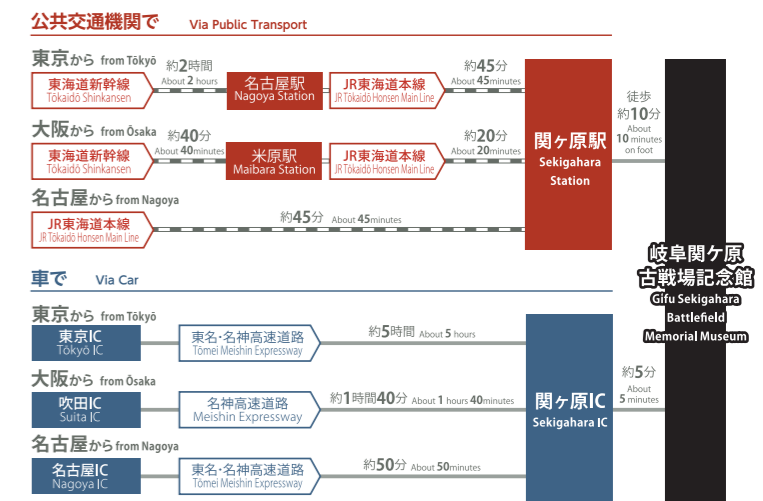 公共交通機関で Via Public Transport
東京から from Tōkyō
約2時間
About 2 hours
東海道新幹線
Tōkaidō Shinkansen
名古屋駅
Nagoya Station
JR東海道本線
JR Tōkaidō Honsen Main Line
約45分
About 45minutes
大阪から from Ōsaka
約40分
About 40minutes
東海道新幹線
Tōkaidō Shinkansen
米原駅
Maibara Station
JR東海道本線
JR Tōkaidō Honsen Main Line
約20分
About 20minutes
名古屋から from Nagoya
JR東海道本線
JR Tōkaidō Honsen Main Line
約45分 About 45minutes
関ヶ原駅
Sekigahara
Station
徒歩
約10分
About
10 minutes
on foot
車で Via Car
東京から from Tōkyō
東京IC
Tōkyō IC
東名・名神高速道路
Tōmei Meishin Expressway
約5時間 About 5 hours
大阪から from Ōsaka
吹田IC
Suita IC
名神高速道路
Meishin Expressway
約1時間40分 About 1 hours 40minutes
名古屋から from Nagoya
名古屋IC
Nagoya IC
東名・名神高速道路
Tōmei Meishin Expressway
約50分 About 50minutes
関ヶ原IC
Sekigahara IC
約5分
About
5 minutes
岐阜関ケ原
古戦場記念館
Gifu Sekigahara
Battlefield
Memorial Museum